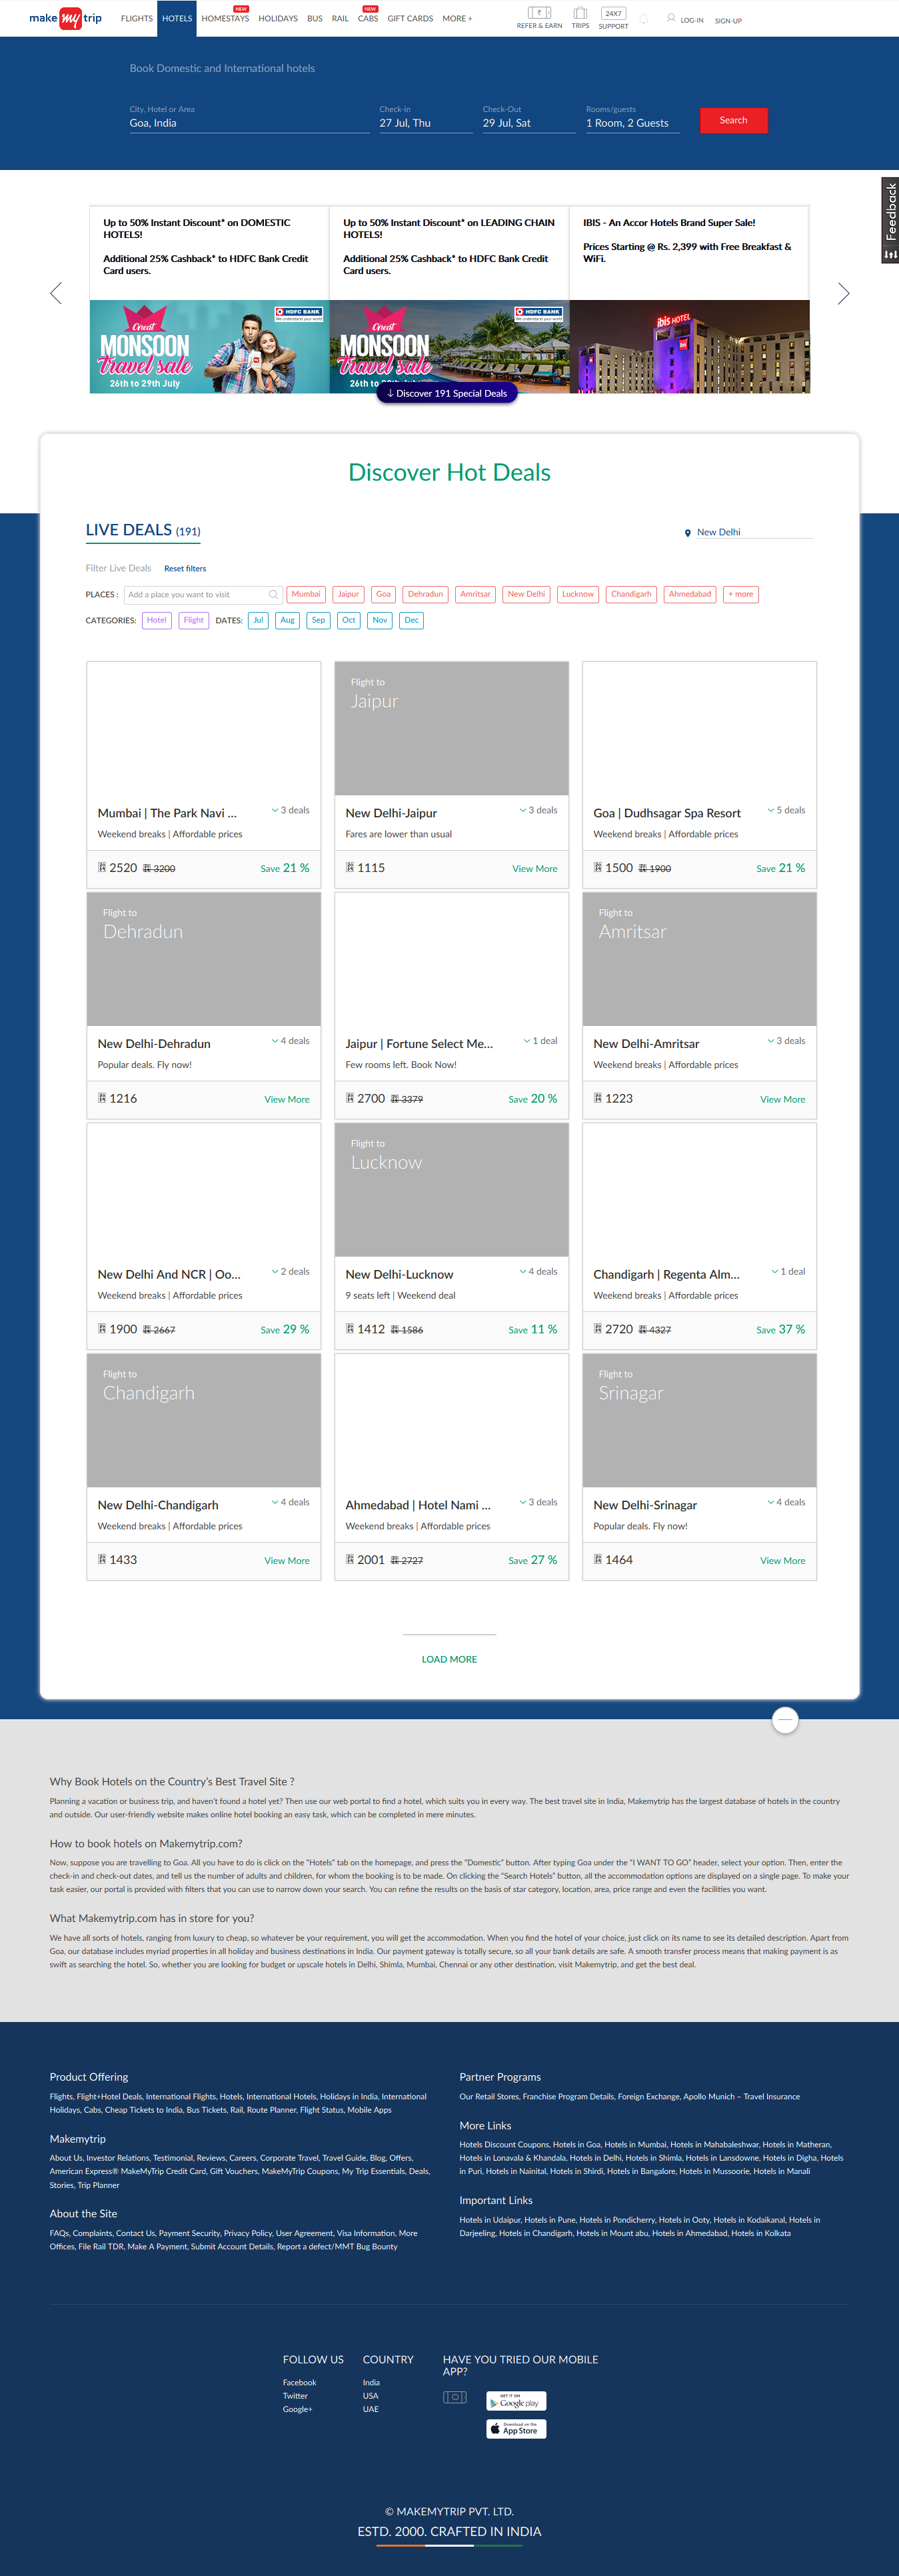 make my trip
FLIGHTS HOTELS HOMESTAYS NEW HOLIDAYS BUS RAIL CABS NEW GIFT CARDS MORE +
REFER & EARN TRIPS 24X7 SUPPORT LOG-IN SIGN-UP
Book Domestic and International hotels
City, Hotel or Area Check-in Check-Out Rooms/guests
Goa, India 27 Jul, Thu 29 Jul, Sat 1 Room, 2 Guests Search
Feedback
Up to 50% Instant Discount* on DOMESTIC
HOTELS!
Additional 25% Cashback* to HDFC Bank Credit
Card users.
HDFC BANK
We understand your world
Great
MONSOON
travel sale
26th to 29th July
Up to 50% Instant Discount* on LEADING CHAIN
HOTELS!
Additional 25% Cashback* to HDFC Bank Credit
Card users.
HDFC BANK
We understand your world
Great
MONSOON
travel sale
26th to
IBIS - An Accor Hotels Brand Super Sale!
Prices Starting @ Rs. 2,399 with Free Breakfast &
WiFi.
ibis HOTEL
ibis
↓ Discover 191 Special Deals
Discover Hot Deals
LIVE DEALS (191) New Delhi
Filter Live Deals Reset filters
PLACES : Add a place you want to visit Mumbai Jaipur Goa Dehradun Amritsar New Delhi Lucknow Chandigarh Ahmedabad + more
CATEGORIES: Hotel Flight DATES: Jul Aug Sep Oct Nov Dec
Mumbai | The Park Navi ... 3 deals
Weekend breaks | Affordable prices
2520 3200 Save 21 %
Flight to
Jaipur
New Delhi-Jaipur 3 deals
Fares are lower than usual
1115 View More
Goa | Dudhsagar Spa Resort 5 deals
Weekend breaks | Affordable prices
1500 1900 Save 21 %
Flight to
Dehradun
New Delhi-Dehradun 4 deals
Popular deals. Fly now!
1216 View More
Jaipur | Fortune Select Me... 1 deal
Few rooms left. Book Now!
2700 3379 Save 20 %
Flight to
Amritsar
New Delhi-Amritsar 3 deals
Weekend breaks | Affordable prices
1223 View More
New Delhi And NCR | Oo... 2 deals
Weekend breaks | Affordable prices
1900 2667 Save 29 %
Flight to
Lucknow
New Delhi-Lucknow 4 deals
9 seats left | Weekend deal
1412 1586 Save 11 %
Chandigarh | Regenta Alm... 1 deal
Weekend breaks | Affordable prices
2720 4327 Save 37 %
Flight to
Chandigarh
New Delhi-Chandigarh 4 deals
Weekend breaks | Affordable prices
1433 View More
Ahmedabad | Hotel Nami ... 3 deals
Weekend breaks | Affordable prices
2001 2727 Save 27 %
Flight to
Srinagar
New Delhi-Srinagar 4 deals
Popular deals. Fly now!
1464 View More
LOAD MORE
Why Book Hotels on the Country's Best Travel Site ?
Planning a vacation or business trip, and haven't found a hotel yet? Then use our web portal to find a hotel, which suits you in every way. The best travel site in India, Makemytrip has the largest database of hotels in the country
and outside. Our user-friendly website makes online hotel booking an easy task, which can be completed in mere minutes.
How to book hotels on Makemytrip.com?
Now, suppose you are travelling to Goa. All you have to do is click on the "Hotels" tab on the homepage, and press the "Domestic" button. After typing Goa under the "I WANT TO GO" header, select your option. Then, enter the
check-in and check-out dates, and tell us the number of adults and children, for whom the booking is to be made. On clicking the "Search Hotels" button, all the accommodation options are displayed on a single page. To make your
task easier, our portal is provided with filters that you can use to narrow down your search. You can refine the results on the basis of star category, location, area, price range and even the facilities you want.
What Makemytrip.com has in store for you?
We have all sorts of hotels, ranging from luxury to cheap, so whatever be your requirement, you will get the accommodation. When you find the hotel of your choice, just click on its name to see its detailed description. Apart from
Goa, our database includes myriad properties in all holiday and business destinations in India. Our payment gateway is totally secure, so all your bank details are safe. A smooth transfer process means that making payment is as
swift as searching the hotel. So, whether you are looking for budget or upscale hotels in Delhi, Shimla, Mumbai, Chennai or any other destination, visit Makemytrip, and get the best deal.
Product Offering
Flights, Flight+Hotel Deals, International Flights, Hotels, International Hotels, Holidays in India, International
Holidays, Cabs, Cheap Tickets to India, Bus Tickets, Rail, Route Planner, Flight Status, Mobile Apps
Makemytrip
About Us, Investor Relations, Testimonial, Reviews, Careers, Corporate Travel, Travel Guide, Blog, Offers,
American Express® MakeMyTrip Credit Card, Gift Vouchers, MakeMyTrip Coupons, My Trip Essentials, Deals,
Stories, Trip Planner
About the Site
FAQs, Complaints, Contact Us, Payment Security, Privacy Policy, User Agreement, Visa Information, More
Offices, File Rail TDR, Make A Payment, Submit Account Details, Report a defect/MMT Bug Bounty
Partner Programs
Our Retail Stores, Franchise Program Details, Foreign Exchange, Apollo Munich – Travel Insurance
More Links
Hotels Discount Coupons, Hotels in Goa, Hotels in Mumbai, Hotels in Mahabaleshwar, Hotels in Matheran,
Hotels in Lonavala & Khandala, Hotels in Delhi, Hotels in Shimla, Hotels in Lansdowne, Hotels in Digha, Hotels
in Puri, Hotels in Nainital, Hotels in Shirdi, Hotels in Bangalore, Hotels in Mussoorie, Hotels in Manali
Important Links
Hotels in Udaipur, Hotels in Pune, Hotels in Pondicherry, Hotels in Ooty, Hotels in Kodaikanal, Hotels in
Darjeeling, Hotels in Chandigarh, Hotels in Mount abu, Hotels in Ahmedabad, Hotels in Kolkata
FOLLOW US
Facebook
Twitter
Google+
COUNTRY
India
USA
UAE
HAVE YOU TRIED OUR MOBILE
APP?
GET IT ON
Google play
Download on the
App Store
© MAKEMYTRIP PVT. LTD.
ESTD. 2000. CRAFTED IN INDIA